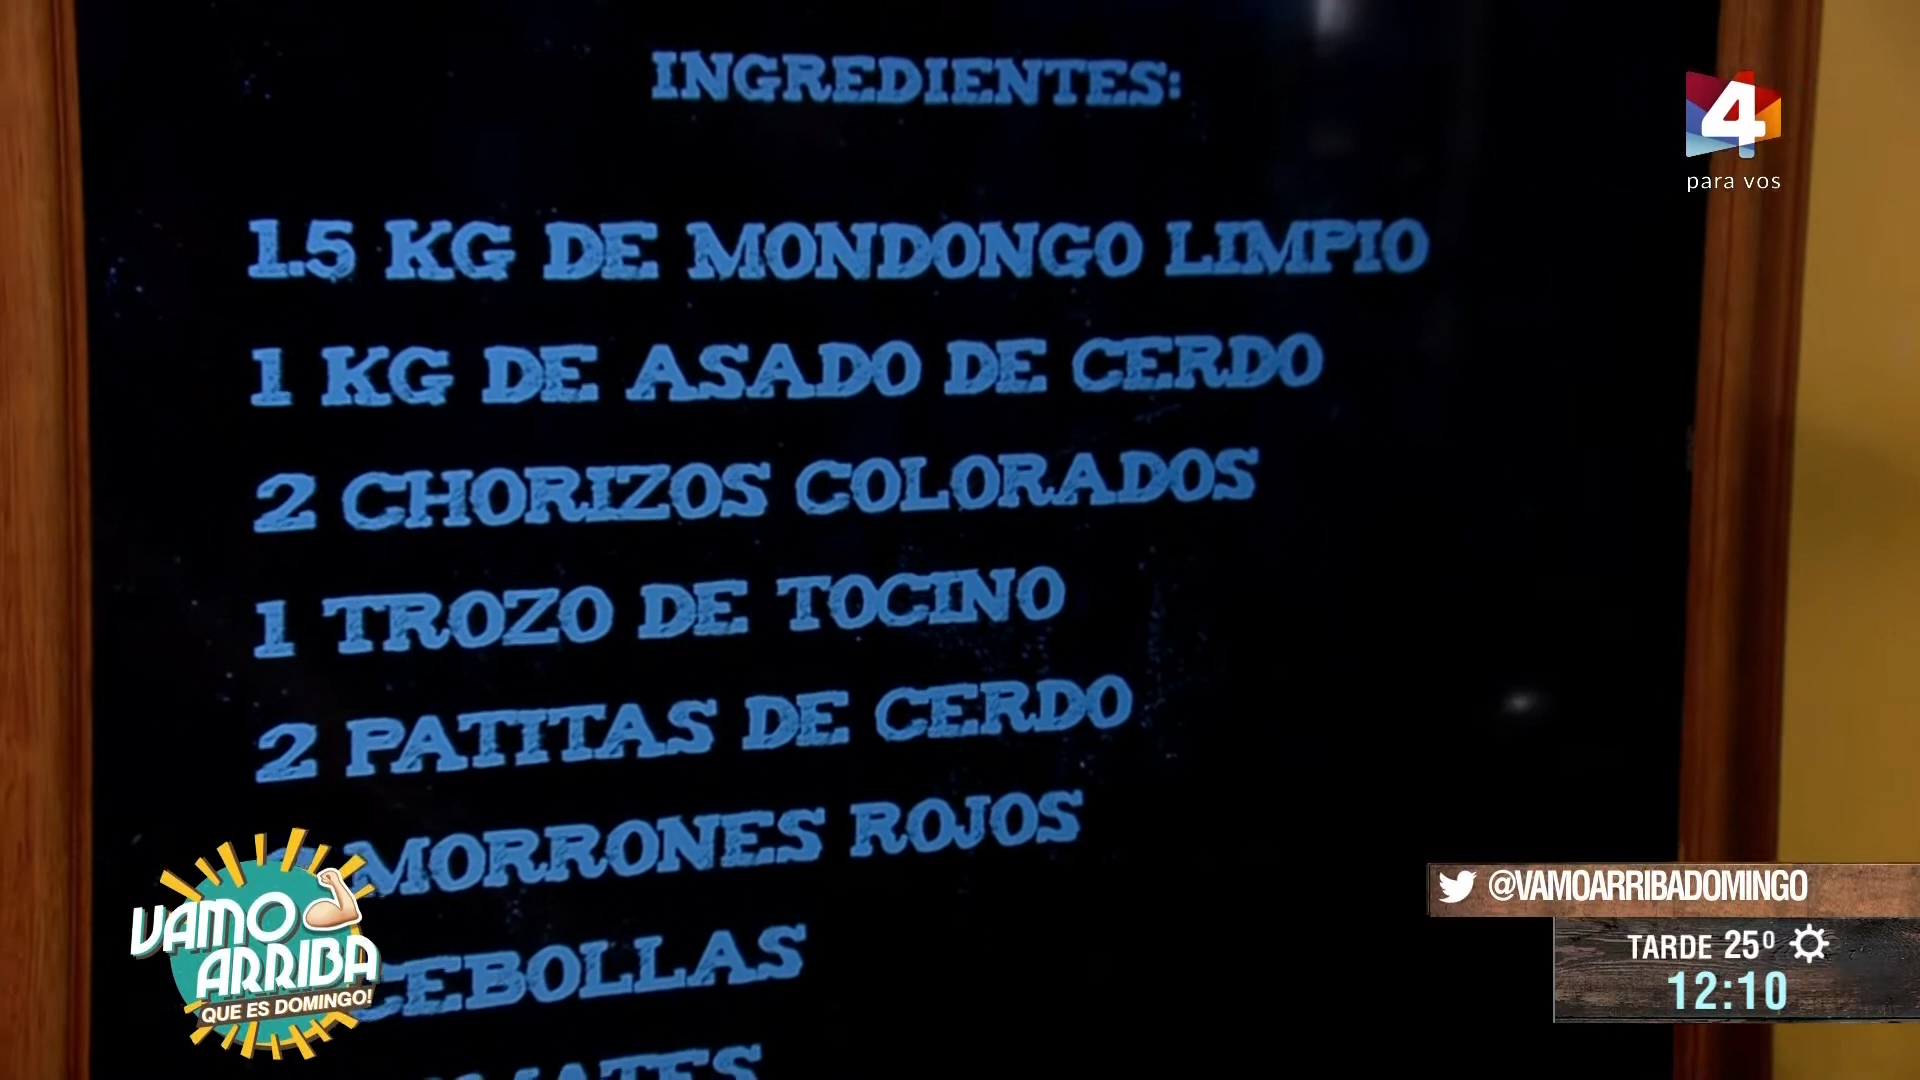 INGREDIENTES:
1.5 KG DE MONDONGO LIMPIO
1 KG DE ASADO DE CERDO
2 CHORIZOS COLORADOS
1 TROZO DE TOCINO
2 PATITAS DE CERDO
MORRONES ROJOS
CEBOLLAS
4
para vos
VAMO
ARRIBA
QUE ES DOMINGO!
@VAMOARRIBADOMINGO
TARDE 25º
12:10